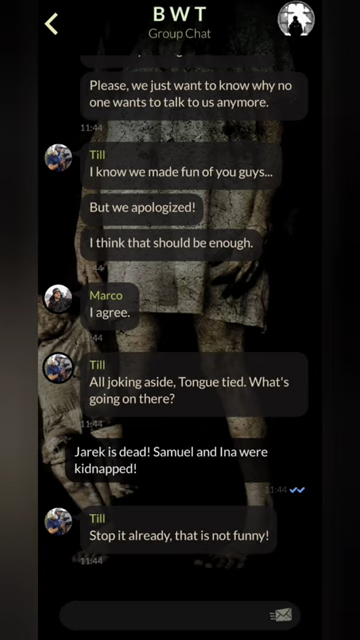 B W T
Group Chat
Please, we just want to know why no
one wants to talk to us anymore.
11:44
Till
I know we made fun of you guys...
But we apologized!
I think that should be enough.
Marco
I agree.
:44
Till
All joking aside, Tongue tied. What's
going on there?
11:44
Jarek is dead! Samuel and Ina were
kidnapped!
11:44
Till
Stop it already, that is not funny!
11:44